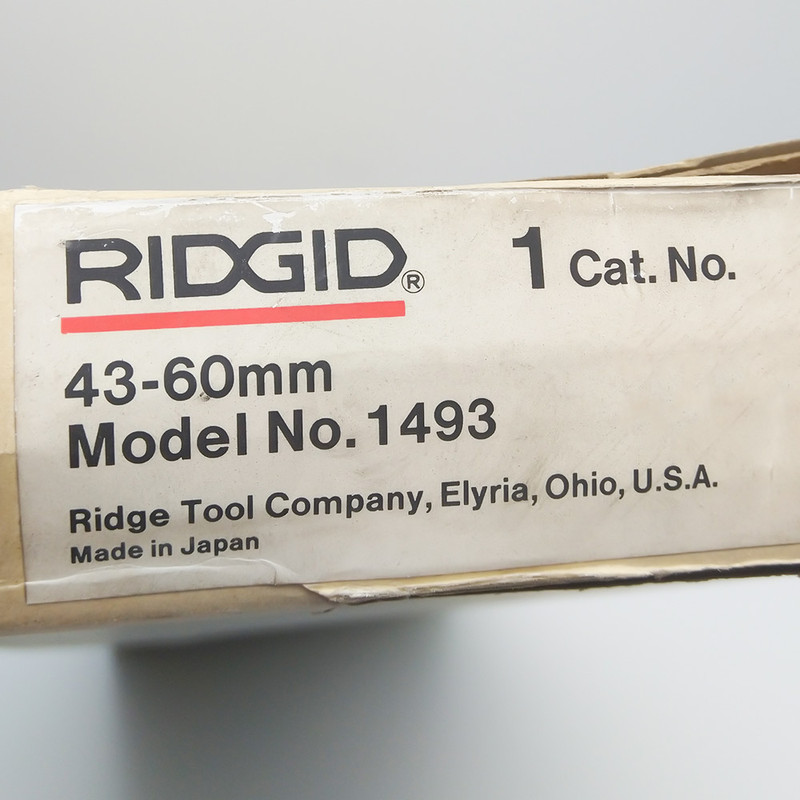 RIDGID® 1 Cat. No.
43-60mm
Model No. 1493
Ridge Tool Company, Elyria, Ohio, U.S.A.
Made in Japan